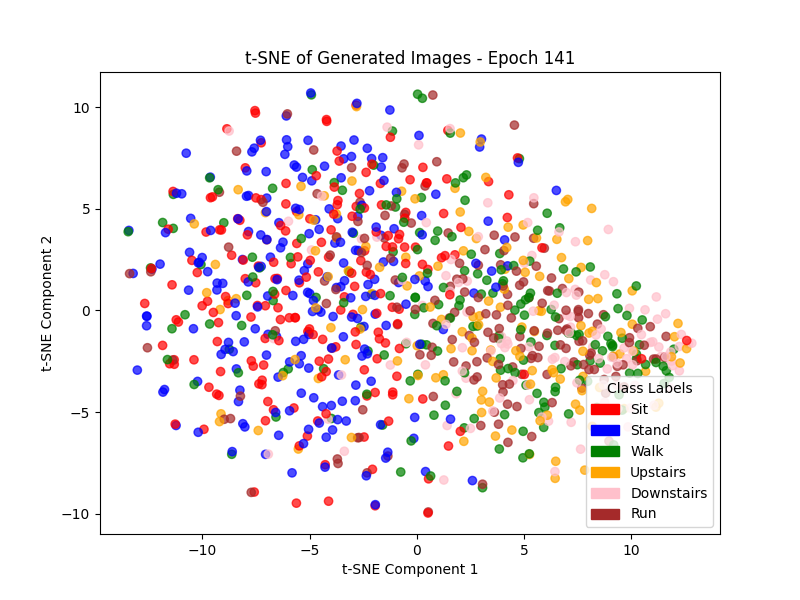 t-SNE of Generated Images - Epoch 141
10
5
0
−5
−10
t-SNE Component 2
−10
−5
0
5
10
t-SNE Component 1
Class Labels
Sit
Stand
Walk
Upstairs
Downstairs
Run